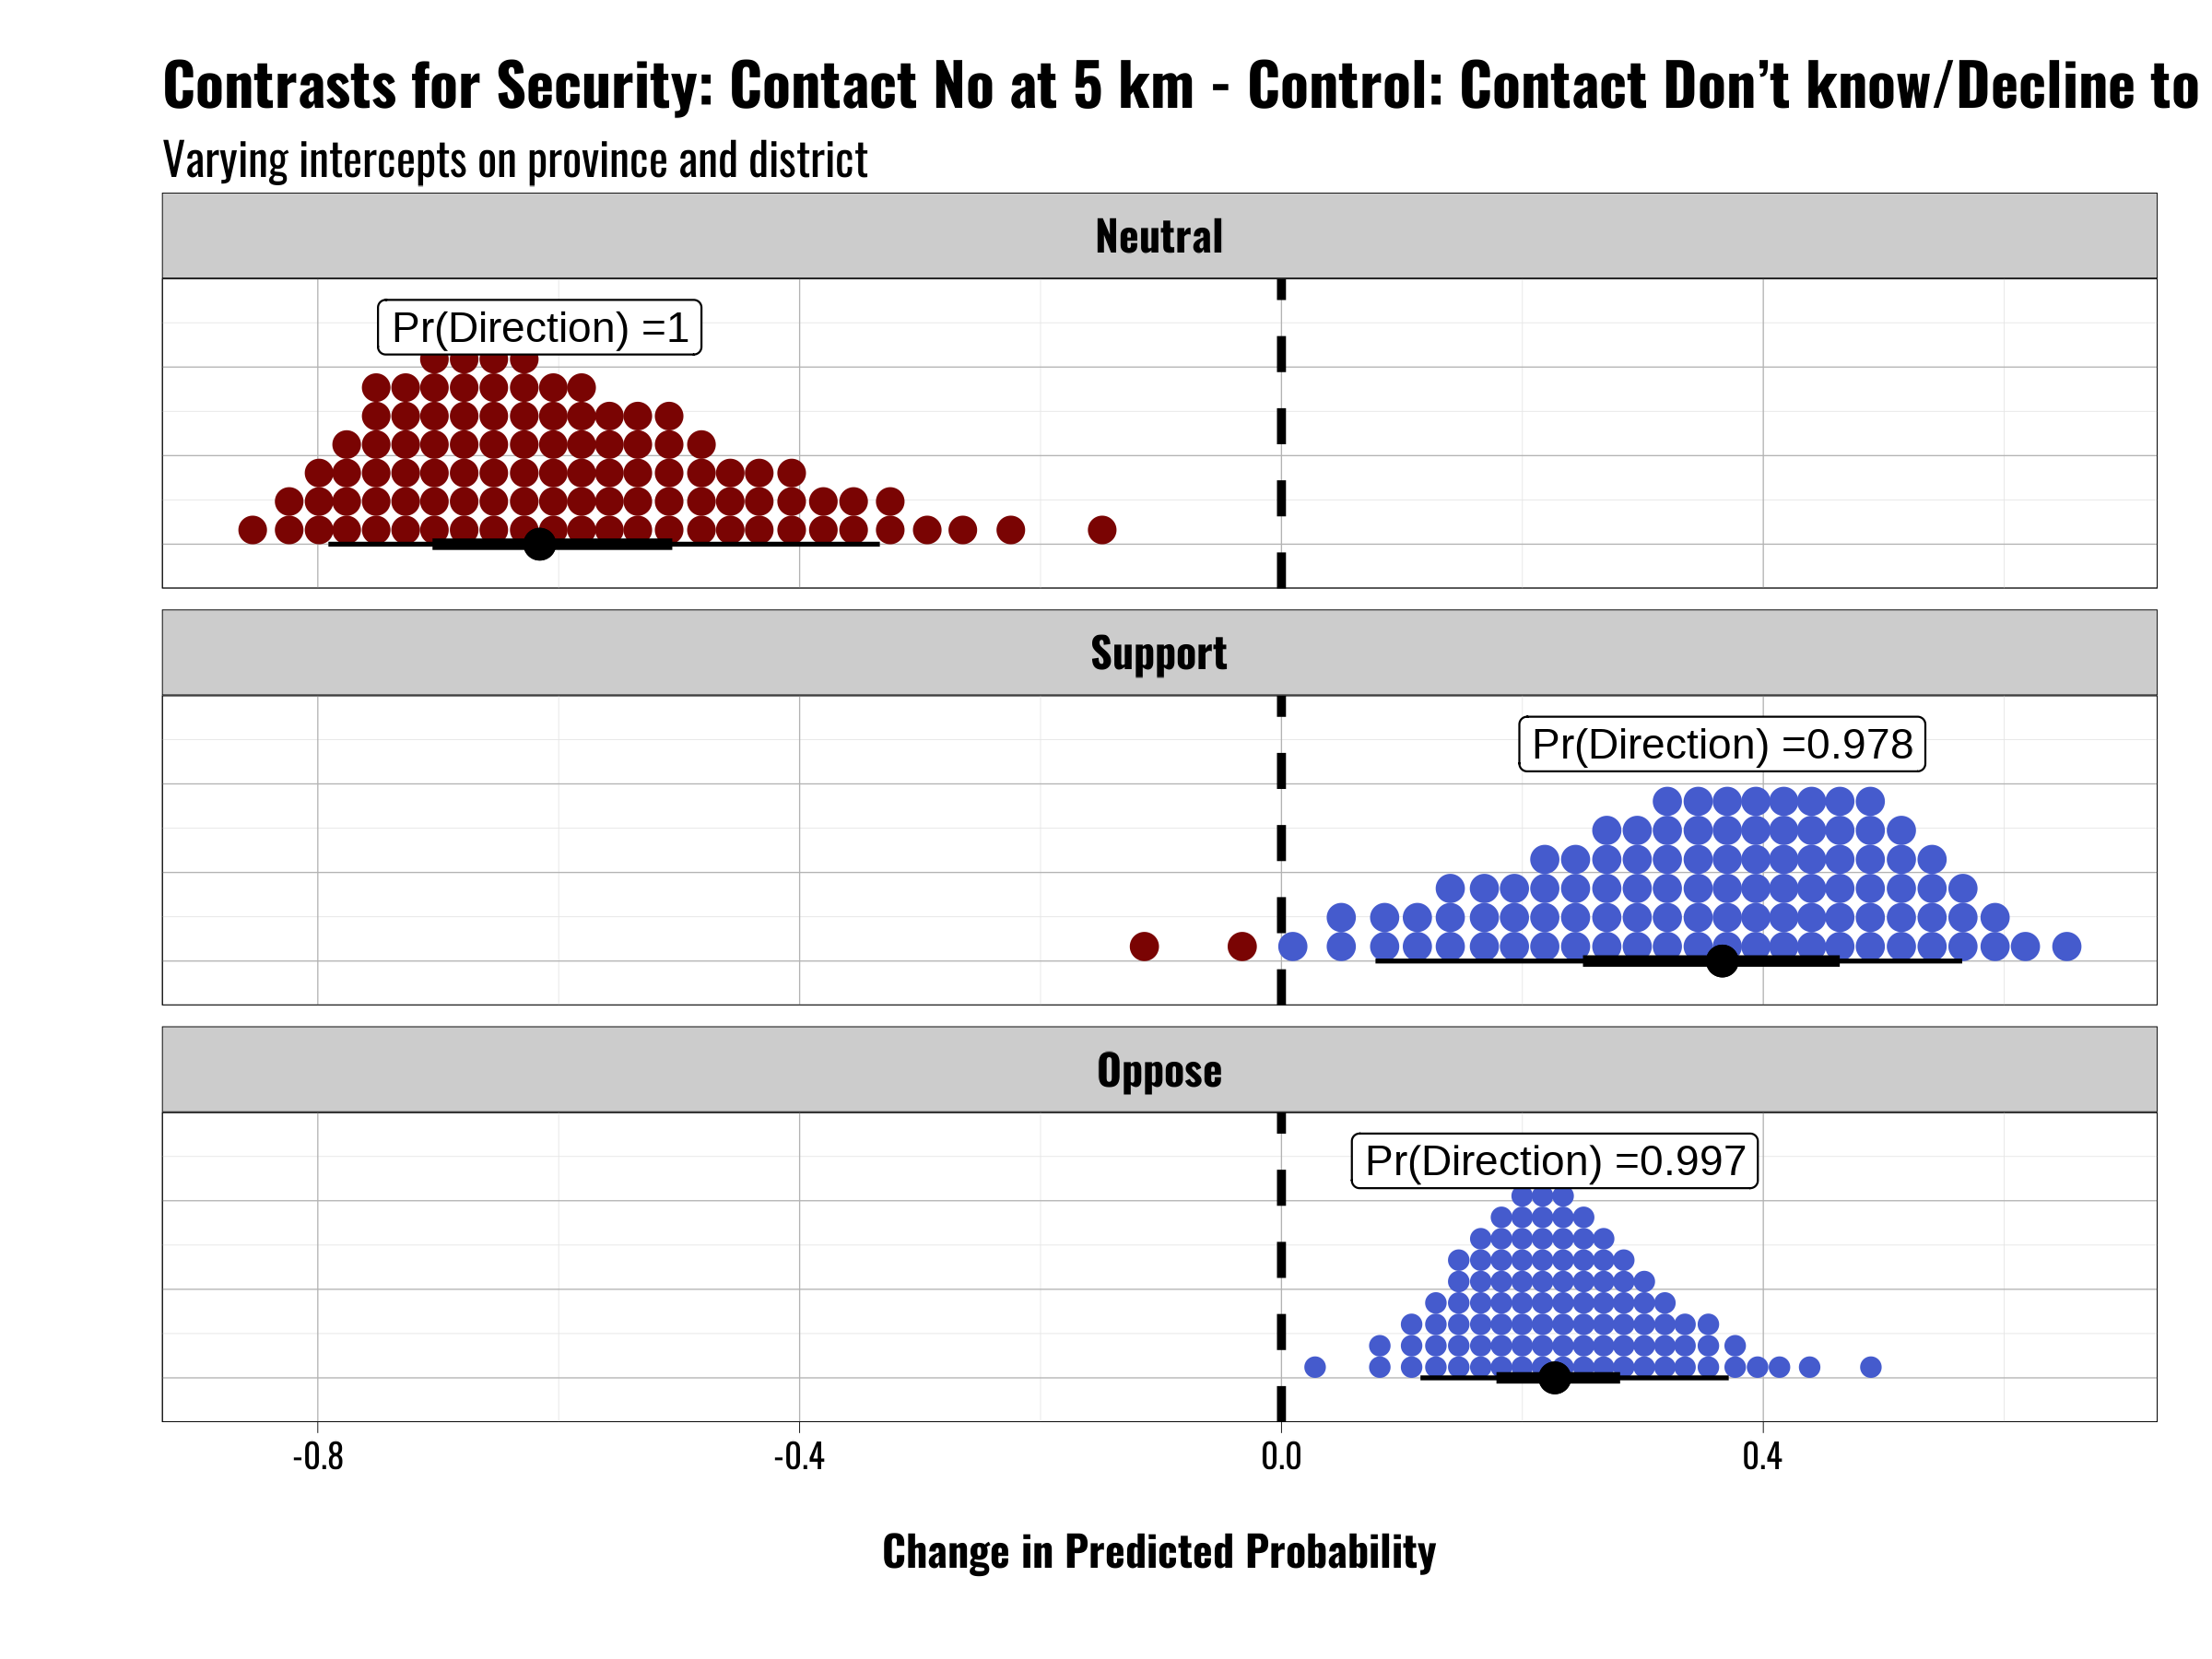 Contrasts for Security: Contact No at 5 km - Control: Contact Don’t know/Decline to
Varying intercepts on province and district
Neutral
Pr(Direction) =1
Support
Pr(Direction) =0.978
Oppose
Pr(Direction) =0.997
-0.8 -0.4 0.0 0.4
Change in Predicted Probability